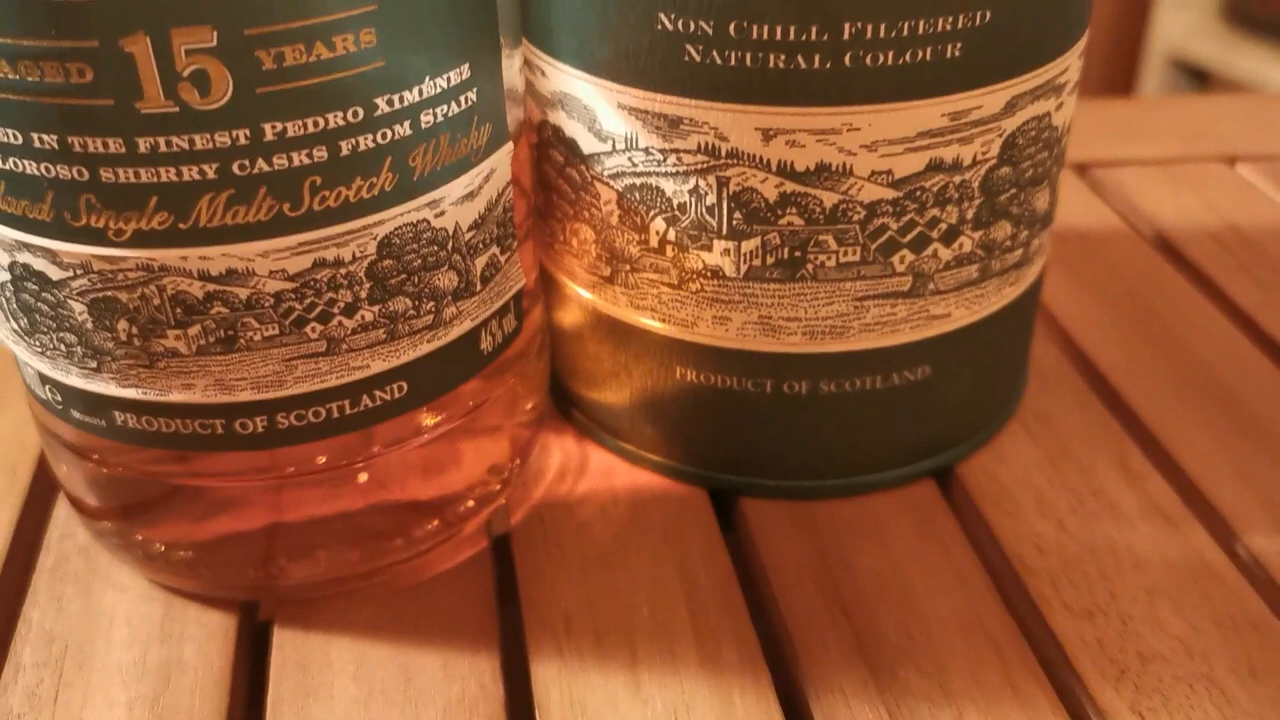 AGED 15 YEARS
ED IN THE FINEST PEDRO XIMÉNEZ
LOROSO SHERRY CASKS FROM SPAIN
land Single Malt Scotch Whisky
46% vol
e
PRODUCT OF SCOTLAND
NON CHILL FILTERED
NATURAL COLOUR
PRODUCT OF SCOTLAND